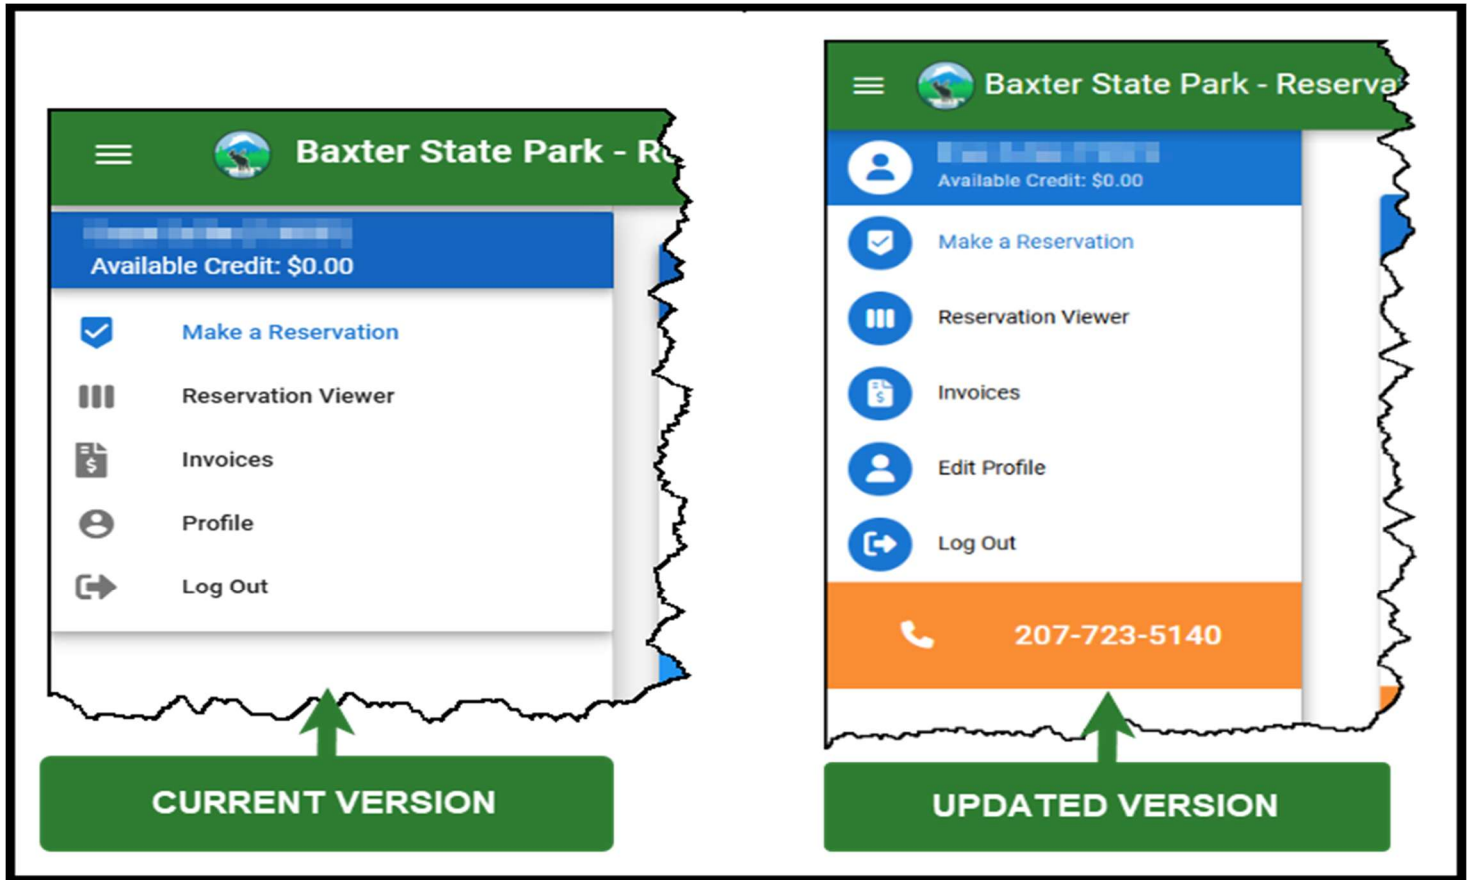 Baxter State Park - R
Available Credit: $0.00
Make a Reservation
Reservation Viewer
Invoices
Profile
Log Out
CURRENT VERSION
Baxter State Park - Reserva
Available Credit: $0.00
Make a Reservation
Reservation Viewer
Invoices
Edit Profile
Log Out
207-723-5140
UPDATED VERSION